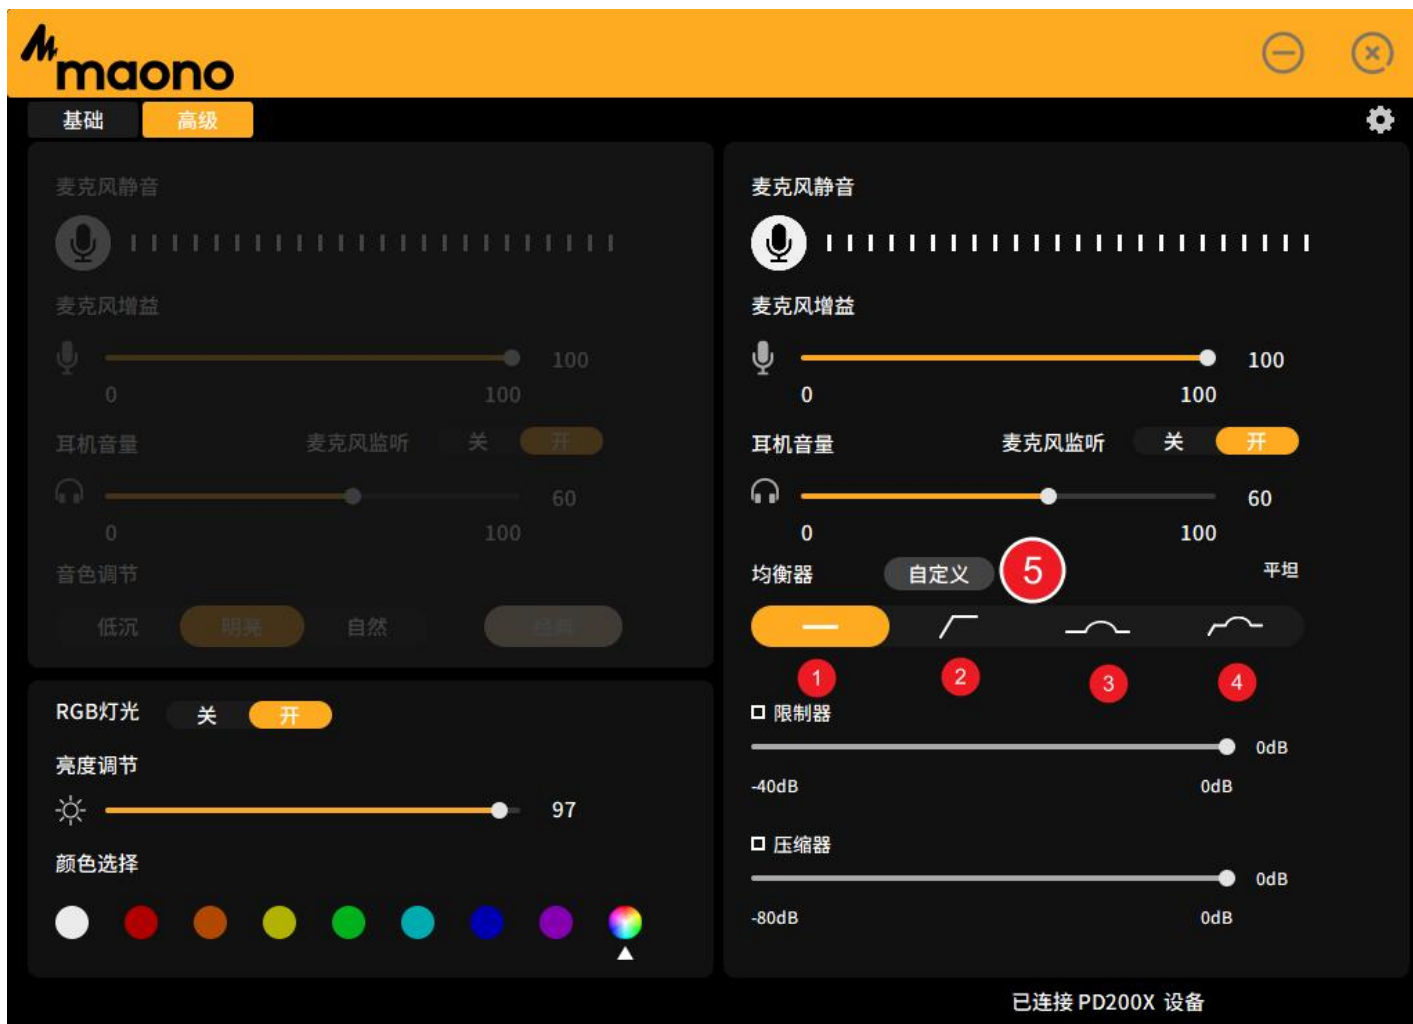 maono
基础 高级
麦克风静音
麦克风增益
100
0 100
耳机音量 麦克风监听 关 开
60
0 100
音色调节
低沉 明亮 自然 经典
RGB灯光 关 开
亮度调节
97
颜色选择
麦克风静音
麦克风增益
100
0 100
耳机音量 麦克风监听 关 开
60
0 100
均衡器 自定义 5 平坦
1 2 3 4
限制器
0dB
-40dB 0dB
压缩器
0dB
-80dB 0dB
已连接 PD200X 设备